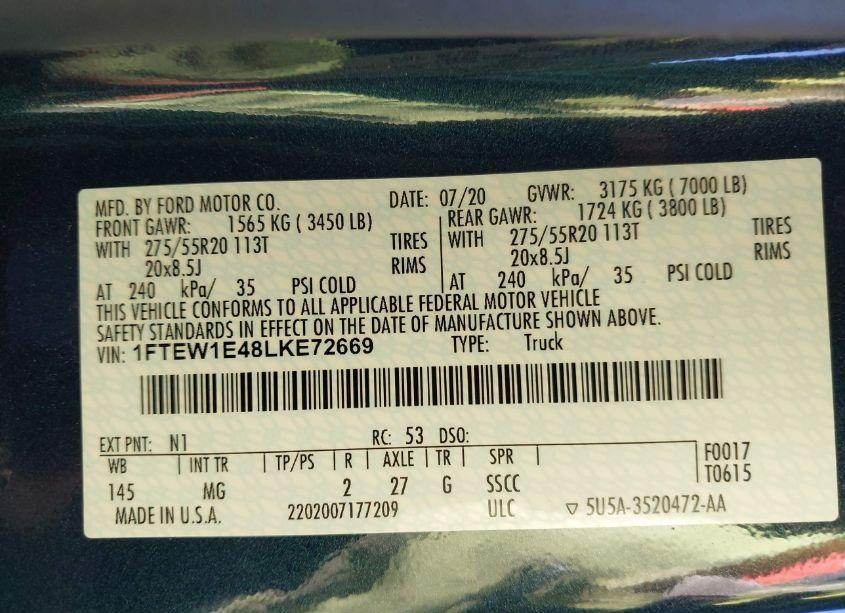 MFD. BY FORD MOTOR CO. DATE: 07/20 GVWR: 3175 KG ( 7000 LB)
FRONT GAWR: 1565 KG ( 3450 LB) REAR GAWR: 1724 KG ( 3800 LB)
WITH 275/55R20 113T TIRES WITH 275/55R20 113T TIRES
20x8.5J RIMS 20x8.5J RIMS
AT 240 kPa/ 35 PSI COLD AT 240 kPa/ 35 PSI COLD
THIS VEHICLE CONFORMS TO ALL APPLICABLE FEDERAL MOTOR VEHICLE
SAFETY STANDARDS IN EFFECT ON THE DATE OF MANUFACTURE SHOWN ABOVE.
VIN: 1FTEW1E48LKE72669 TYPE: Truck
EXT PNT: N1 RC: 53 DSO:
WB INT TR TP/PS R AXLE TR SPR F0017
145 MG 2 27 G SSCC T0615
MADE IN U.S.A. 2202007177209 ULC ▽ 5U5A-3520472-AA